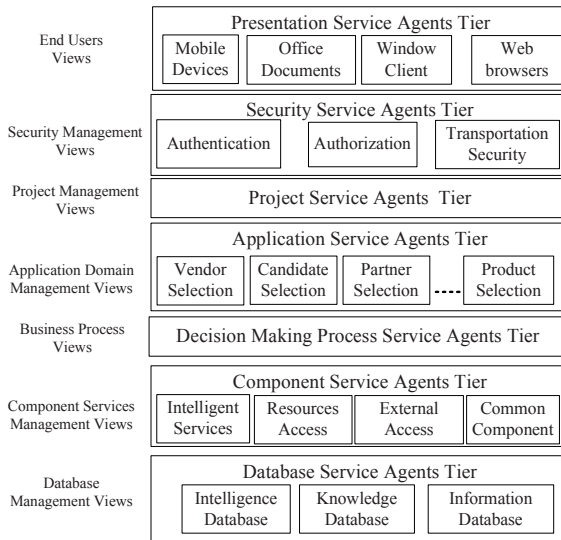 Presentation Service Agents Tier
End Users
Views
Mobile
Devices
Office
Documents
Window
Client
Web
browsers
Security Service Agents Tier
Security Management
Views
Authentication
Authorization
Transportation
Security
Project Management
Views
Project Service Agents Tier
Application Service Agents Tier
Application Domain
Management Views
Vendor
Selection
Candidate
Selection
Partner
Selection
Product
Selection
Business Process
Views
Decision Making Process Service Agents Tier
Component Service Agents Tier
Component Services
Management Views
Intelligent
Services
Resources
Access
External
Access
Common
Component
Database Service Agents Tier
Database
Management Views
Intelligence
Database
Knowledge
Database
Information
Database